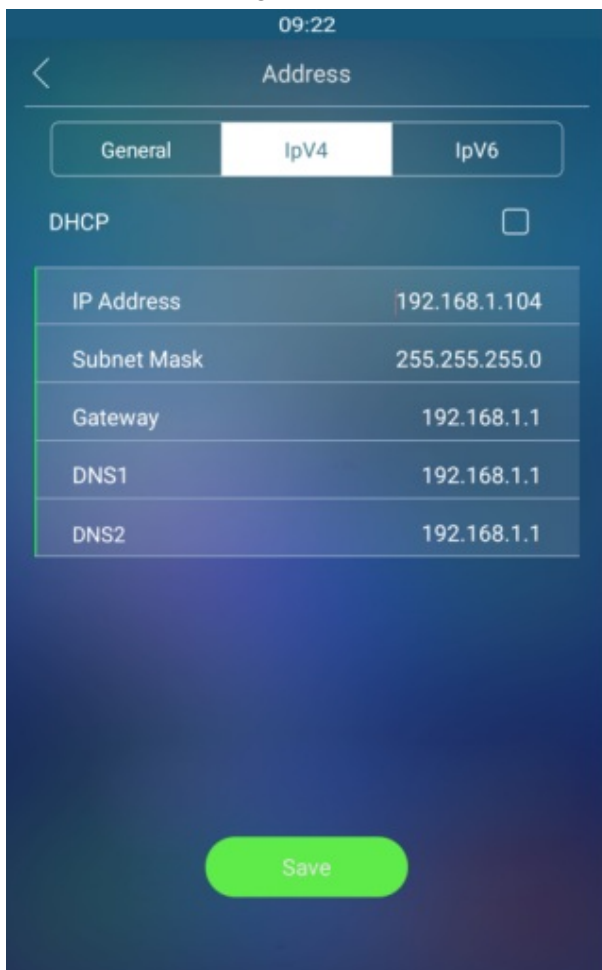 09:22
Address
General IpV4 IpV6
DHCP
IP Address 192.168.1.104
Subnet Mask 255.255.255.0
Gateway 192.168.1.1
DNS1 192.168.1.1
DNS2 192.168.1.1
Save